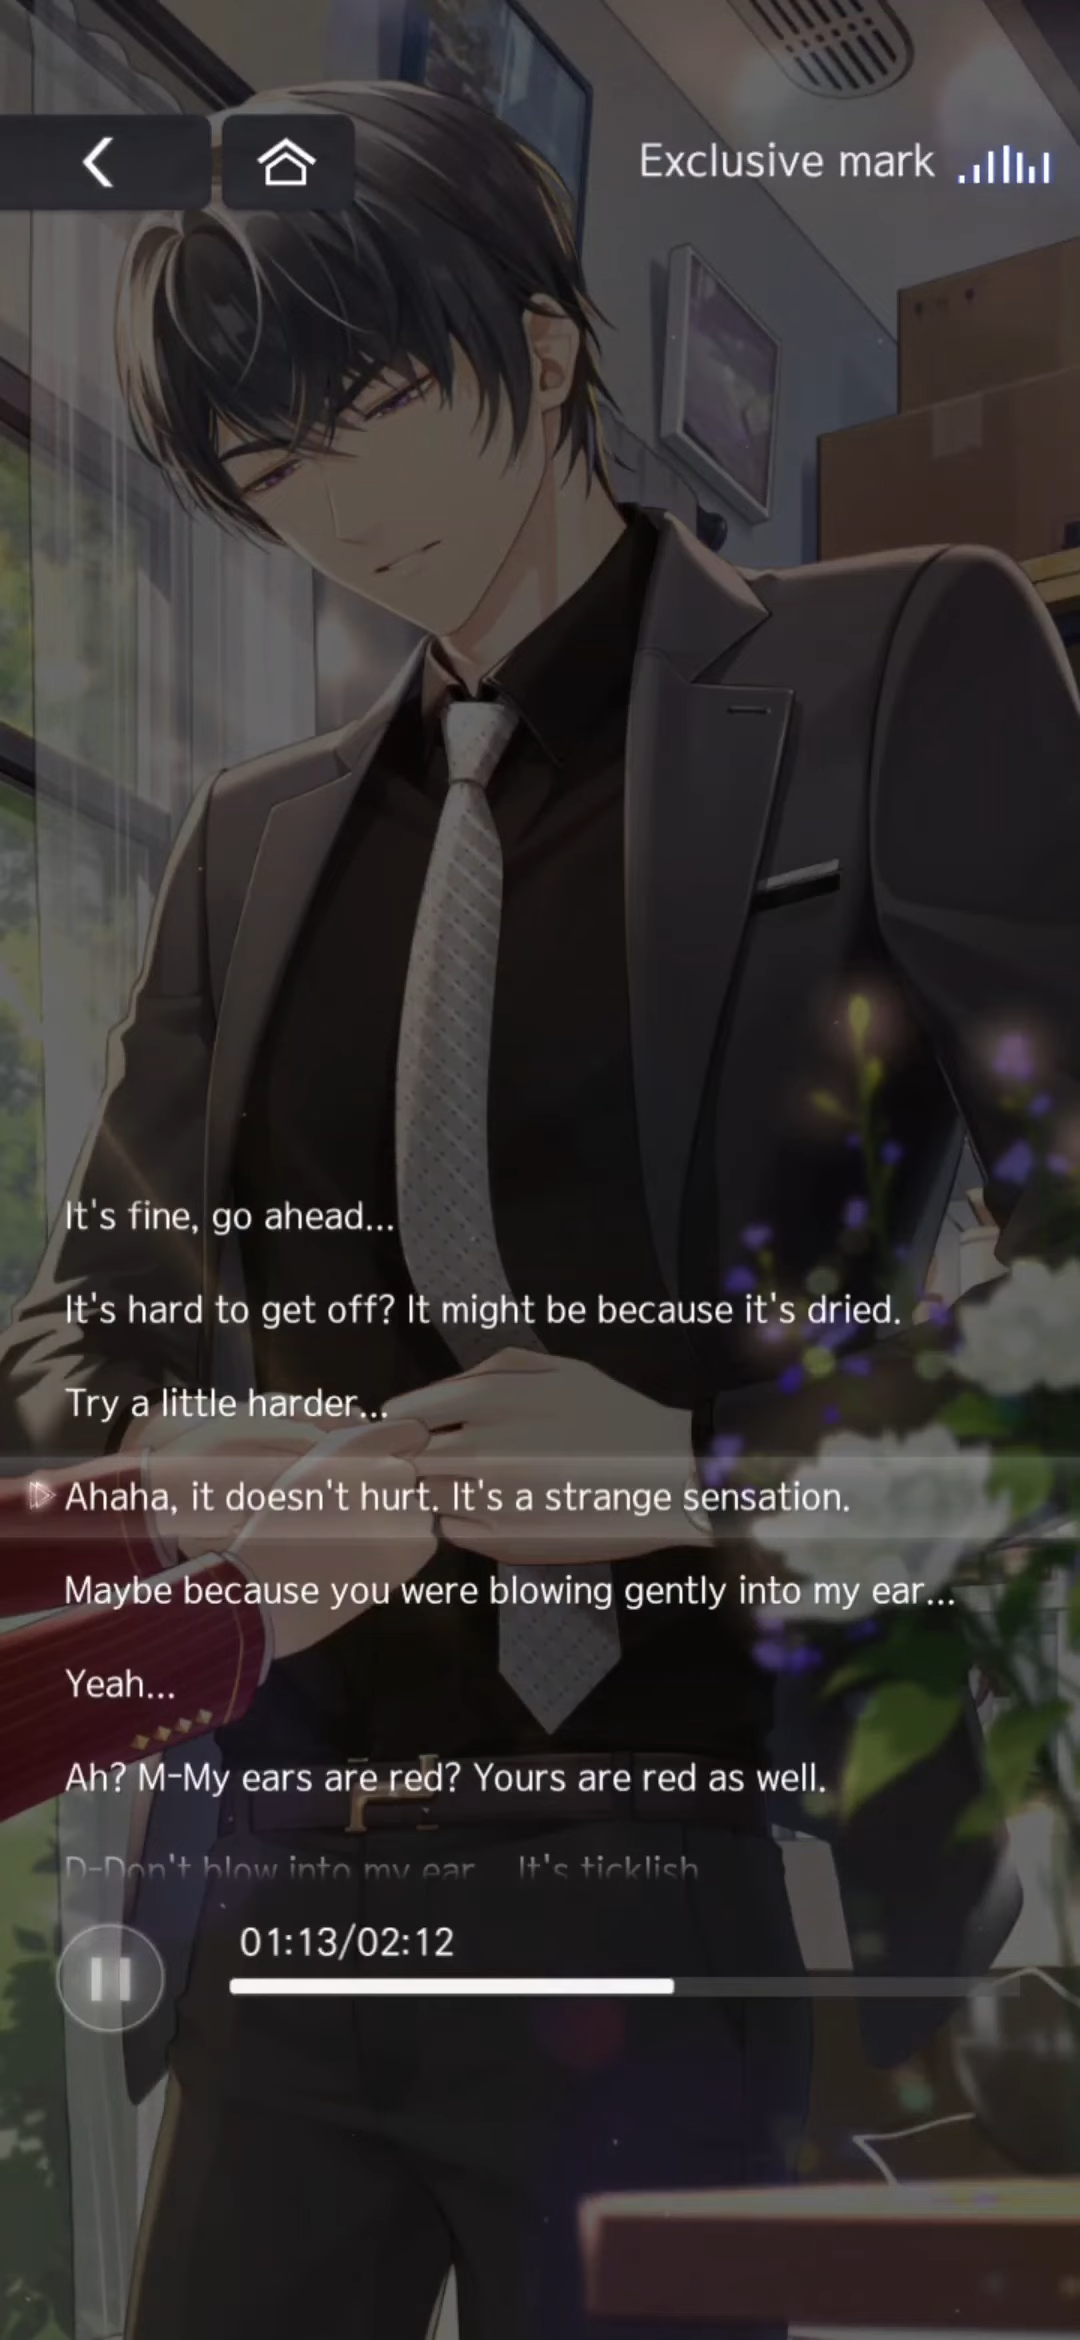 Exclusive mark
It's fine, go ahead...
It's hard to get off? It might be because it's dried.
Try a little harder...
Ahaha, it doesn't hurt. It's a strange sensation.
Maybe because you were blowing gently into my ear...
Yeah...
Ah? M-My ears are red? Yours are red as well.
D-Don't blow into my ear... It's ticklish
01:13/02:12